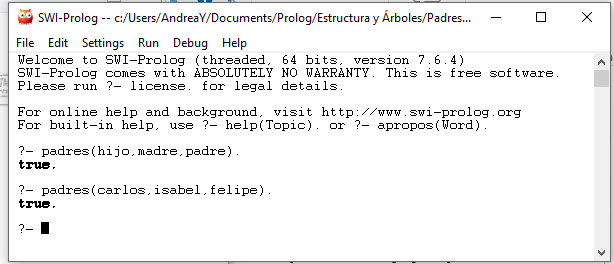 SWI-Prolog -- c:/Users/AndreaY/Documents/Prolog/Estructura y Árboles/Padres...
File Edit Settings Run Debug Help
Welcome to SWI-Prolog (threaded, 64 bits, version 7.6.4)
SWI-Prolog comes with ABSOLUTELY NO WARRANTY. This is free software.
Please run ?- license. for legal details.
For online help and background, visit http://www.swi-prolog.org
For built-in help, use ?- help(Topic). or ?- apropos(Word).
?- padres(hijo,madre,padre).
true.
?- padres(carlos,isabel,felipe).
true.
?-